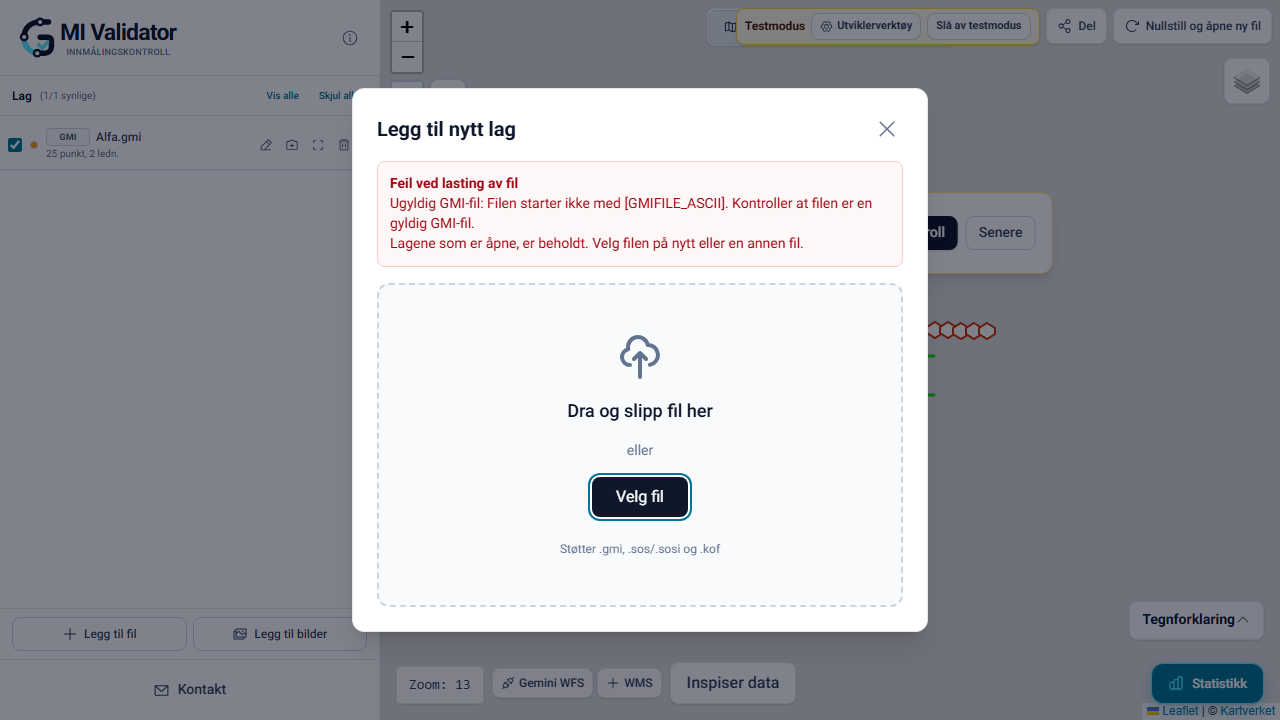 MI Validator
INNMÅLINGSKONTROLL
Testmodus
Utviklerverktøy
Slå av testmodus
Del
Nullstill og åpne ny fil
+
−
Lag (1/1 synlige)
Vis alle
Skjul
GMI
Alfa.gmi
25 punkt, 2 ledn.
Legg til nytt lag
Feil ved lasting av fil
Ugyldig GMI-fil: Filen starter ikke med [GMIFILE_ASCII]. Kontroller at filen er en
gyldig GMI-fil.
Lagene som er åpne, er beholdt. Velg filen på nytt eller en annen fil.
Senere
Dra og slipp fil her
eller
Velg fil
Støtter .gmi, .sos/.sosi og .kof
Legg til fil
Legg til bilder
Kontakt
Zoom: 13
Gemini WFS
WMS
Inspiser data
Tegnforklaring
Statistikk
Leaflet | © Kartverket